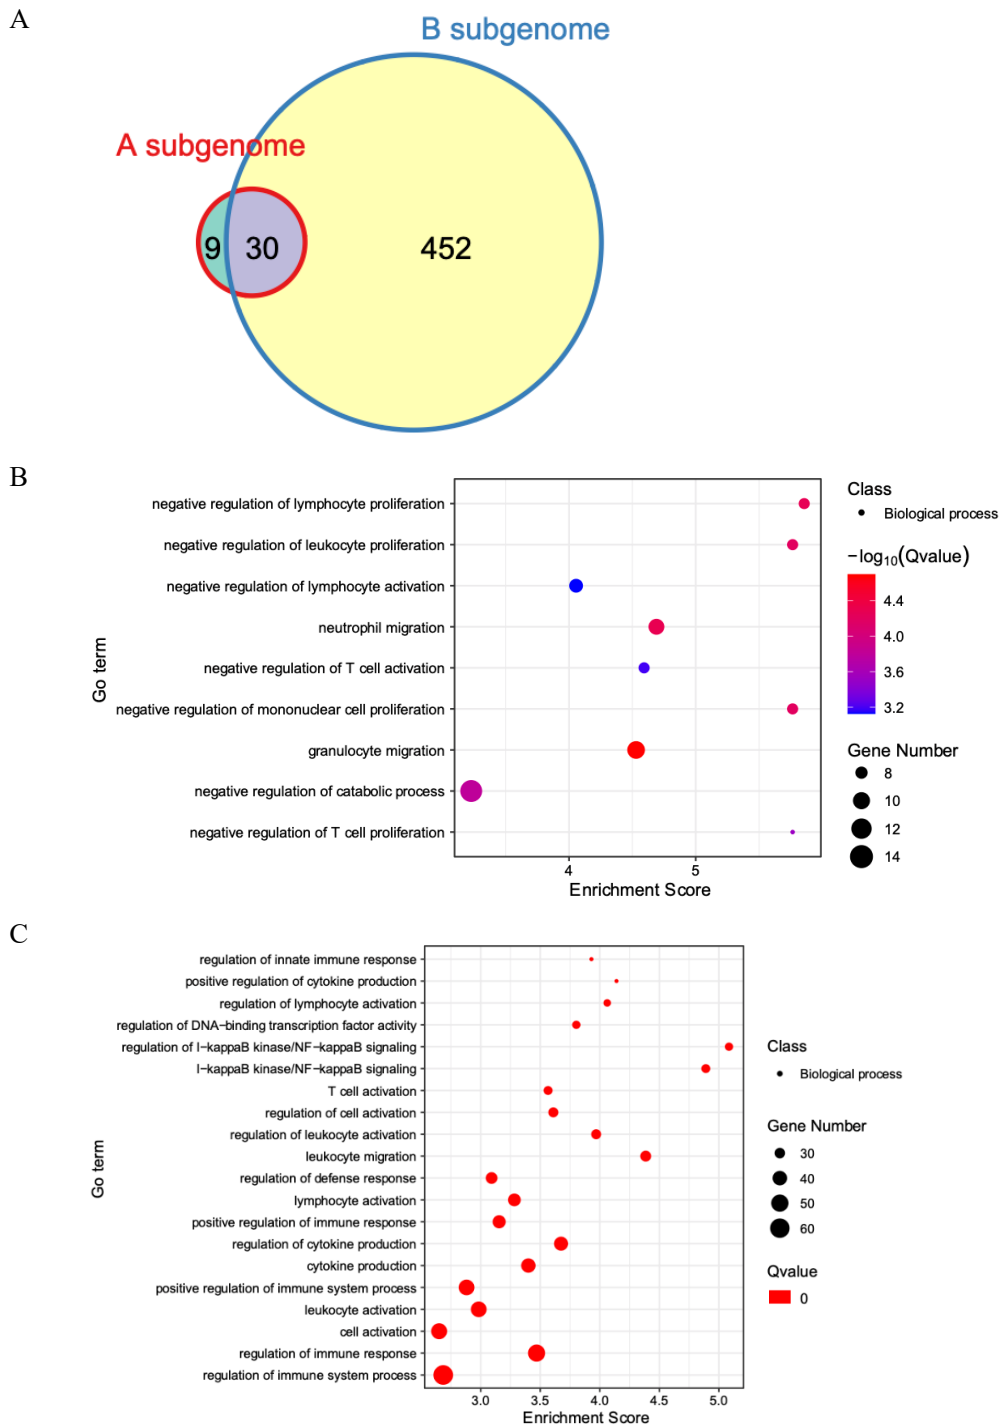 A
B subgenome
A subgenome
9
30
452
B
Go term
negative regulation of lymphocyte proliferation
negative regulation of leukocyte proliferation
negative regulation of lymphocyte activation
neutrophil migration
negative regulation of T cell activation
negative regulation of mononuclear cell proliferation
granulocyte migration
negative regulation of catabolic process
negative regulation of T cell proliferation
4
5
Enrichment Score
Class
Biological process
−log10(Qvalue)
4.4
4.0
3.6
3.2
Gene Number
8
10
12
14
C
Go term
regulation of innate immune response
positive regulation of cytokine production
regulation of lymphocyte activation
regulation of DNA−binding transcription factor activity
regulation of I−kappaB kinase/NF−kappaB signaling
I−kappaB kinase/NF−kappaB signaling
T cell activation
regulation of cell activation
regulation of leukocyte activation
leukocyte migration
regulation of defense response
lymphocyte activation
positive regulation of immune response
regulation of cytokine production
cytokine production
positive regulation of immune system process
leukocyte activation
cell activation
regulation of immune response
regulation of immune system process
3.0
3.5
4.0
4.5
5.0
Enrichment Score
Class
Biological process
Gene Number
30
40
50
60
Qvalue
0